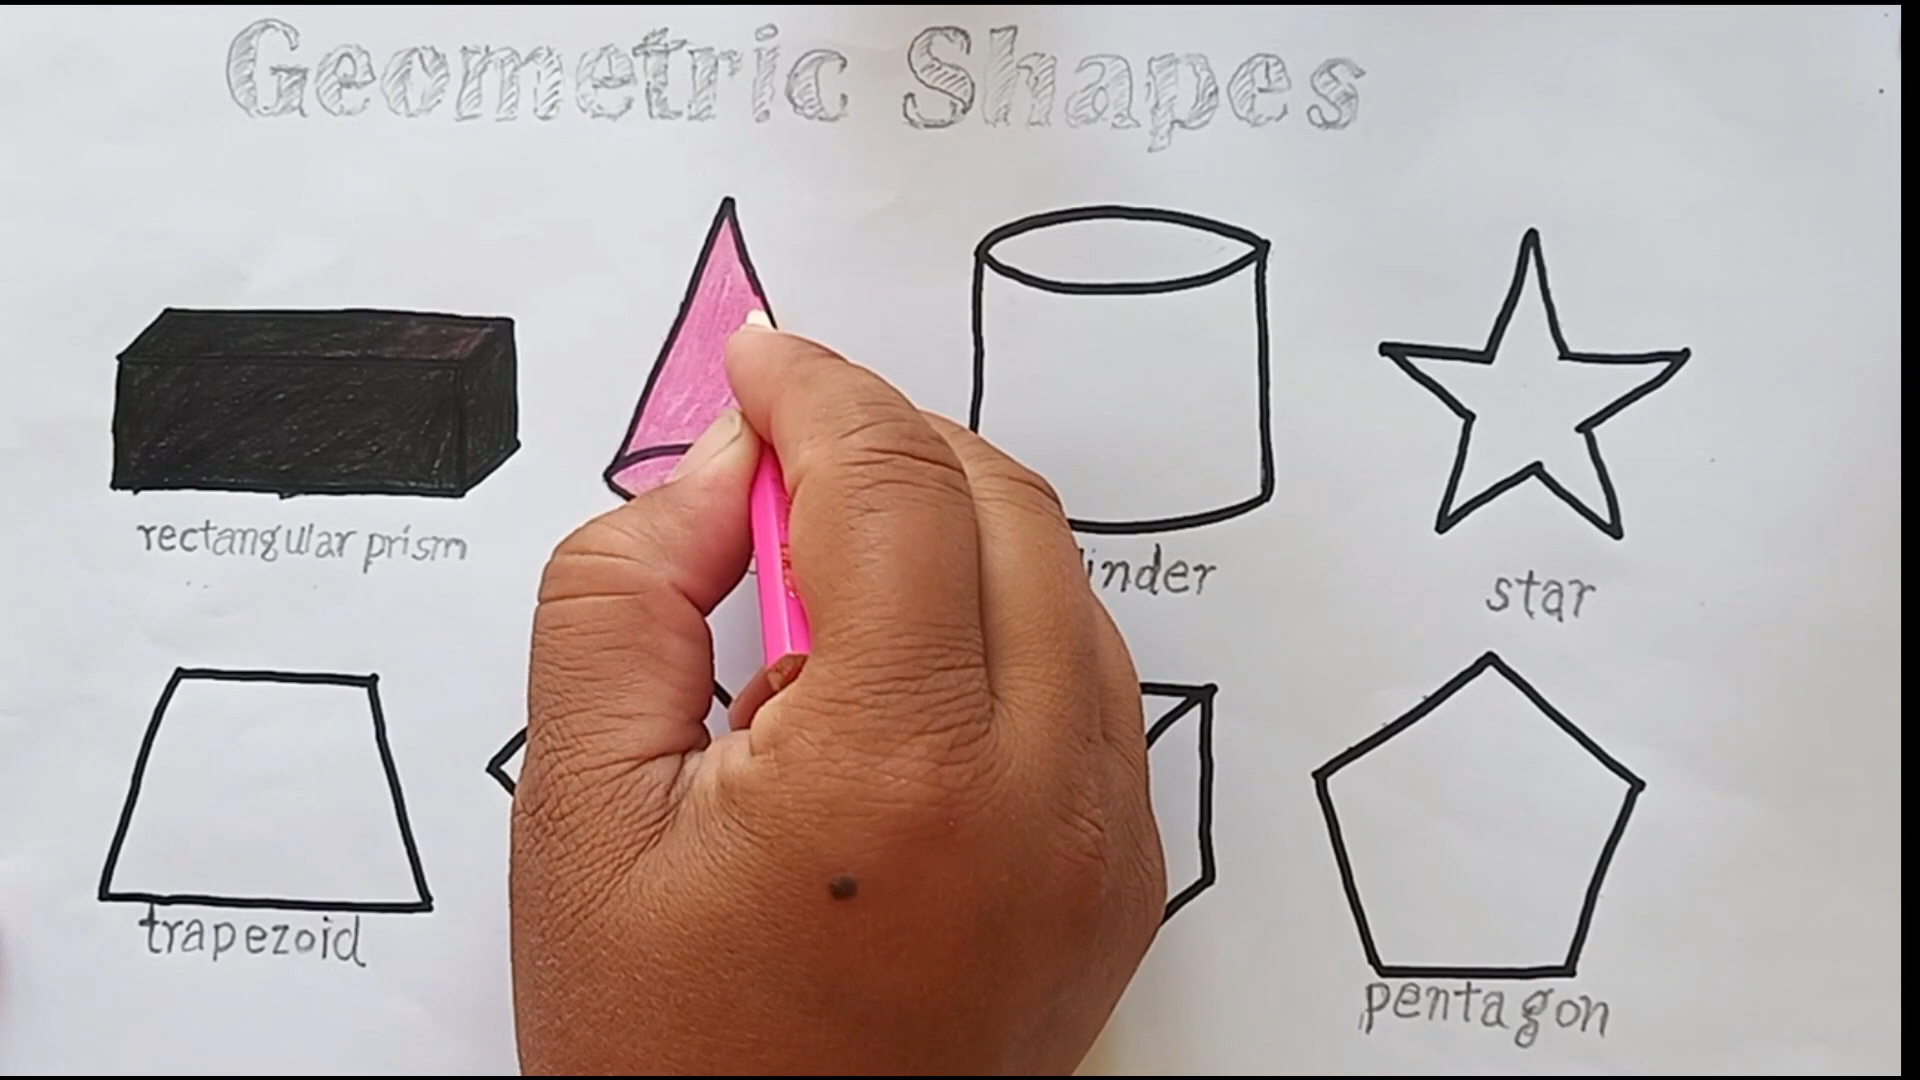 Geometric Shapes
rectangular prism
inder
star
trapezoid
pentagon